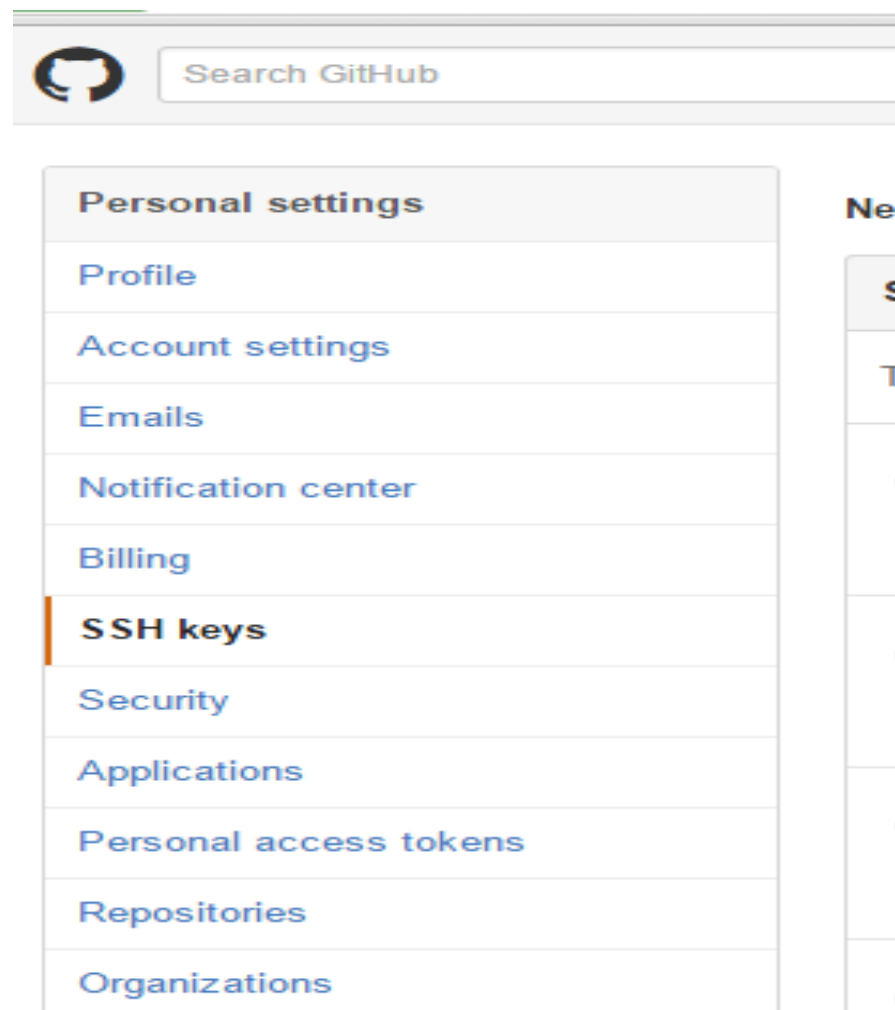 Search GitHub
Personal settings
Profile
Account settings
Emails
Notification center
Billing
SSH keys
Security
Applications
Personal access tokens
Repositories
Organizations